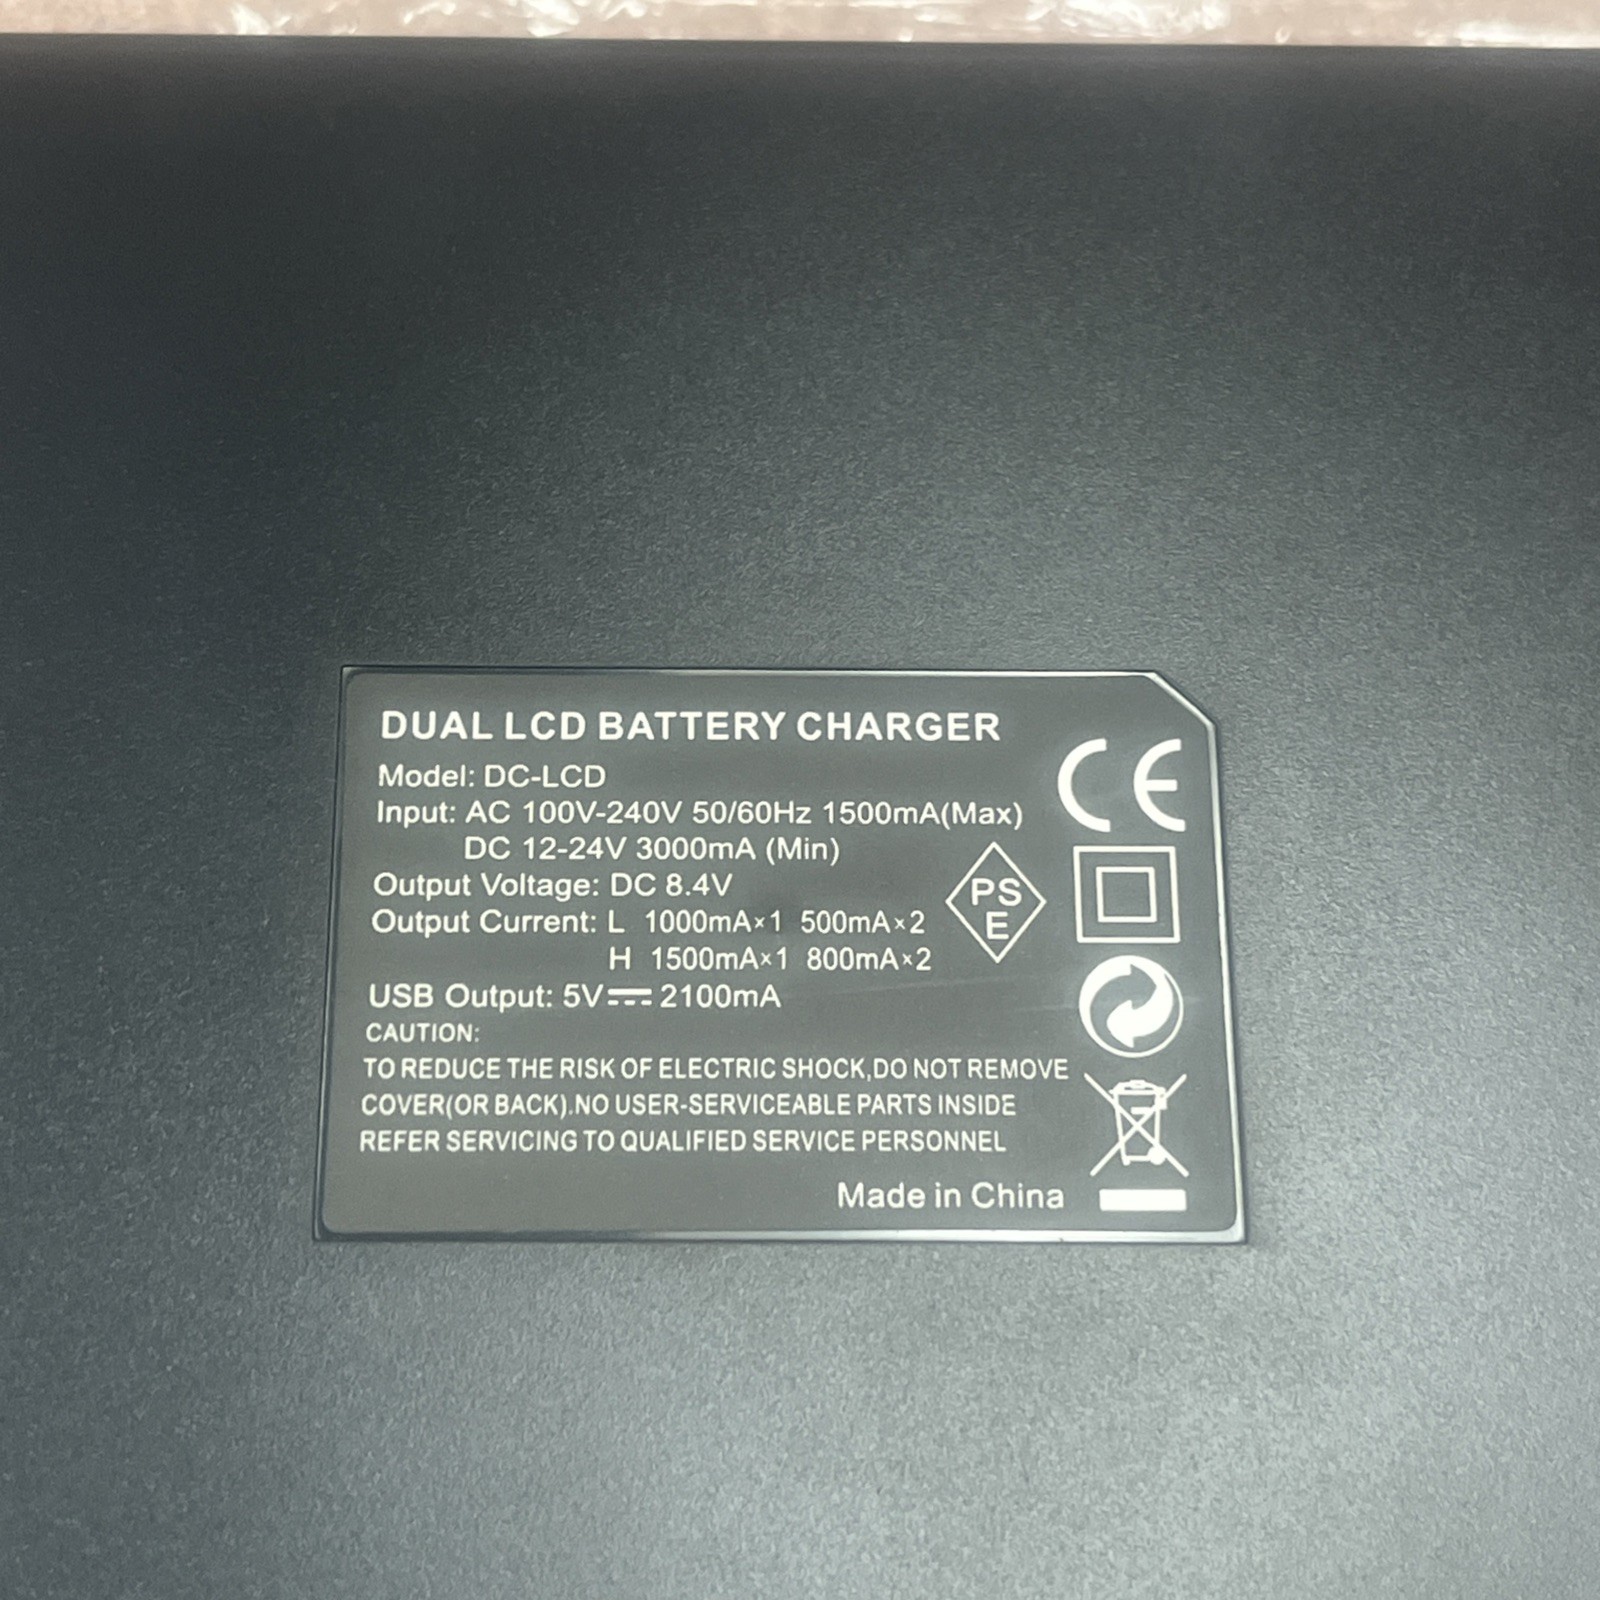 DUAL LCD BATTERY CHARGER
Model: DC-LCD
Input: AC 100V-240V 50/60Hz 1500mA(Max)
DC 12-24V 3000mA (Min)
Output Voltage: DC 8.4V
Output Current: L 1000mA×1 500mA×2
H 1500mA×1 800mA×2
USB Output: 5V⎓2100mA
CAUTION:
TO REDUCE THE RISK OF ELECTRIC SHOCK,DO NOT REMOVE
COVER(OR BACK).NO USER-SERVICEABLE PARTS INSIDE
REFER SERVICING TO QUALIFIED SERVICE PERSONNEL
Made in China
CE
PS
E